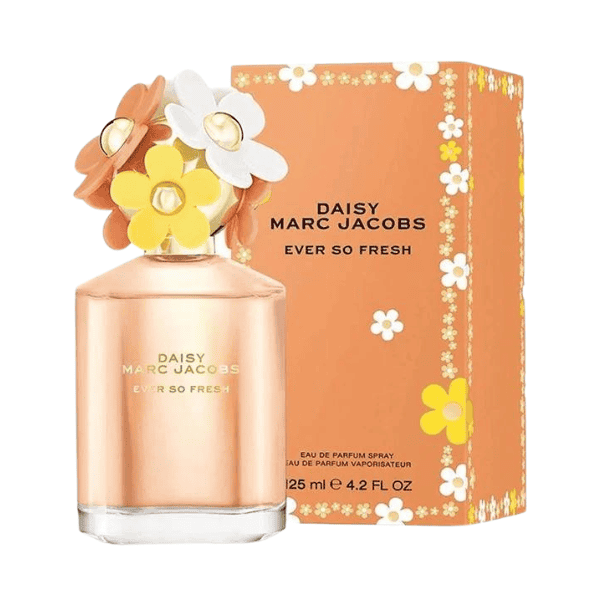 DAISY
MARC JACOBS
EVER SO FRESH
DAISY
MARC JACOBS
EVER SO FRESH
EAU DE PARFUM SPRAY
EAU DE PARFUM VAPORISATEUR
125 ml ℮ 4.2 FL OZ